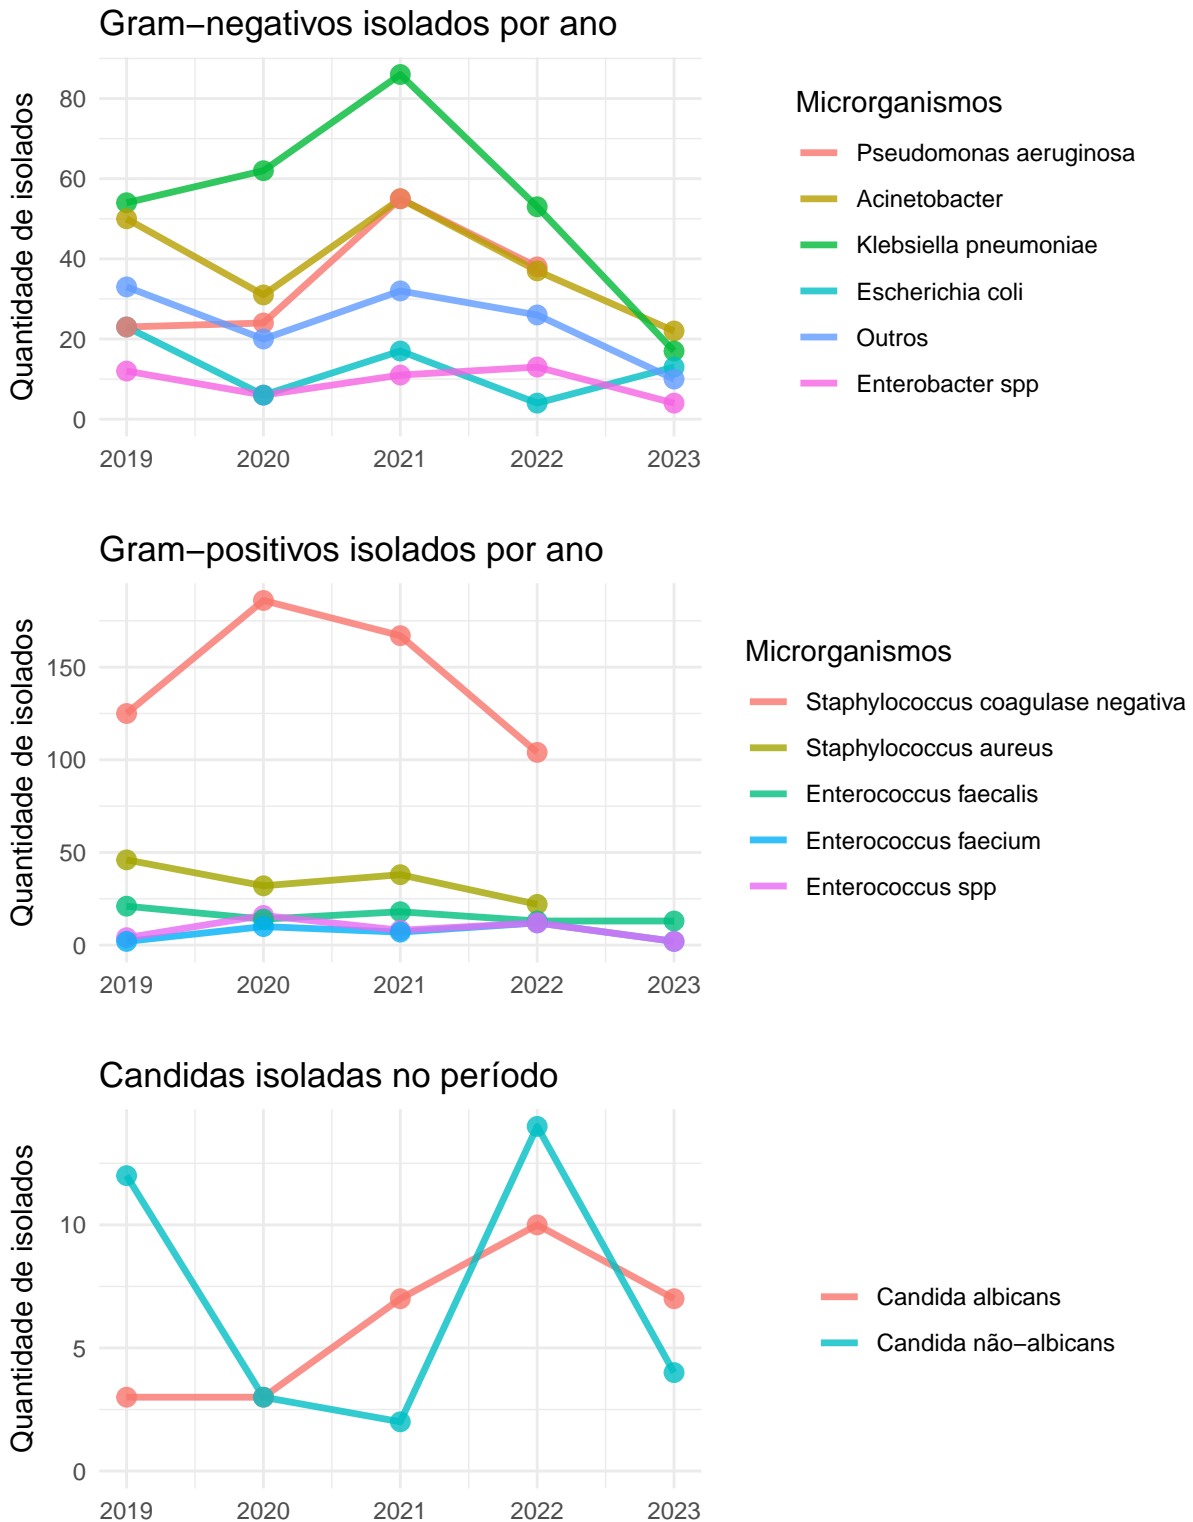 Gram−negativos isolados por ano
Quantidade de isolados
80
60
40
20
0
2019 2020 2021 2022 2023
Microrganismos
Pseudomonas aeruginosa
Acinetobacter
Klebsiella pneumoniae
Escherichia coli
Outros
Enterobacter spp
Gram−positivos isolados por ano
Quantidade de isolados
150
100
50
0
2019 2020 2021 2022 2023
Microrganismos
Staphylococcus coagulase negativa
Staphylococcus aureus
Enterococcus faecalis
Enterococcus faecium
Enterococcus spp
Candidas isoladas no período
Quantidade de isolados
10
5
0
2019 2020 2021 2022 2023
Candida albicans
Candida não−albicans